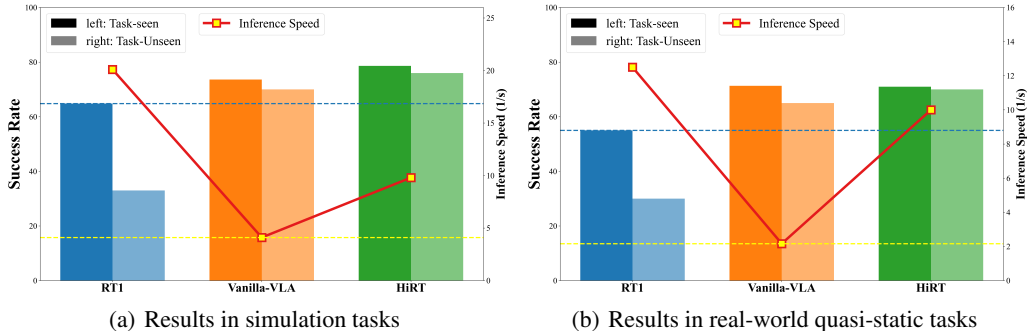 left: Task-seen
right: Task-Unseen
Inference Speed
Success Rate
100
80
60
40
20
0
25
20
15
10
5
0
Inference Speed (1/s)
RT1
Vanilla-VLA
HiRT
(a) Results in simulation tasks
left: Task-seen
right: Task-Unseen
Inference Speed
Success Rate
100
80
60
40
20
0
16
14
12
10
8
6
4
2
0
Inference Speed (1/s)
RT1
Vanilla-VLA
HiRT
(b) Results in real-world quasi-static tasks